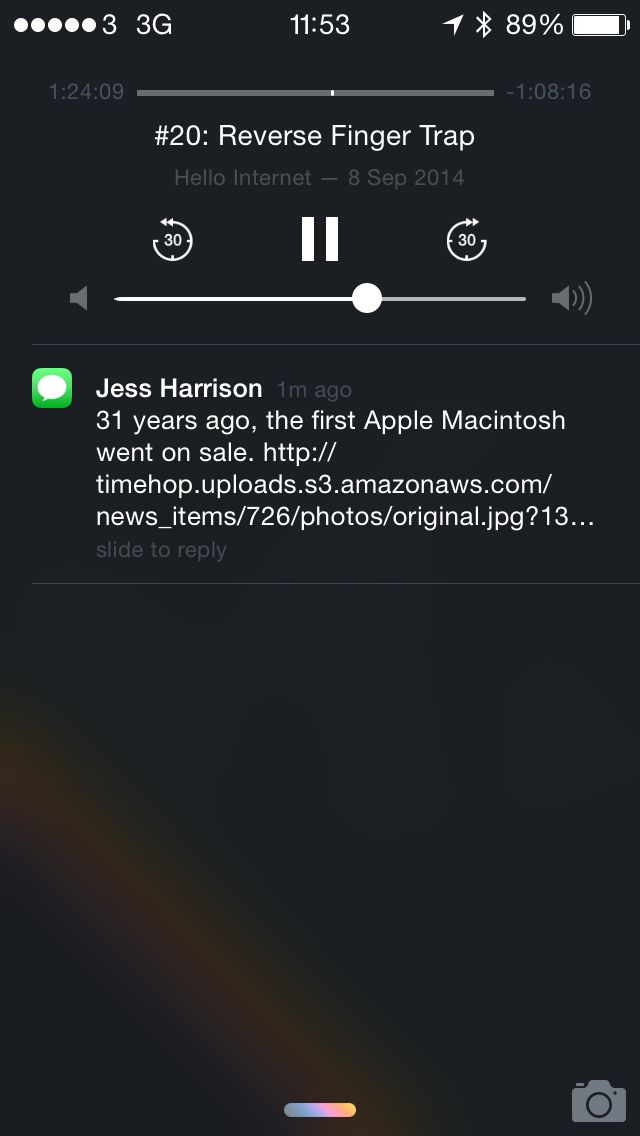 3 3G 11:53 89%
1:24:09 -1:08:16
#20: Reverse Finger Trap
Hello Internet — 8 Sep 2014
30 30
Jess Harrison 1m ago
31 years ago, the first Apple Macintosh
went on sale. http://
timehop.uploads.s3.amazonaws.com/
news_items/726/photos/original.jpg?13…
slide to reply